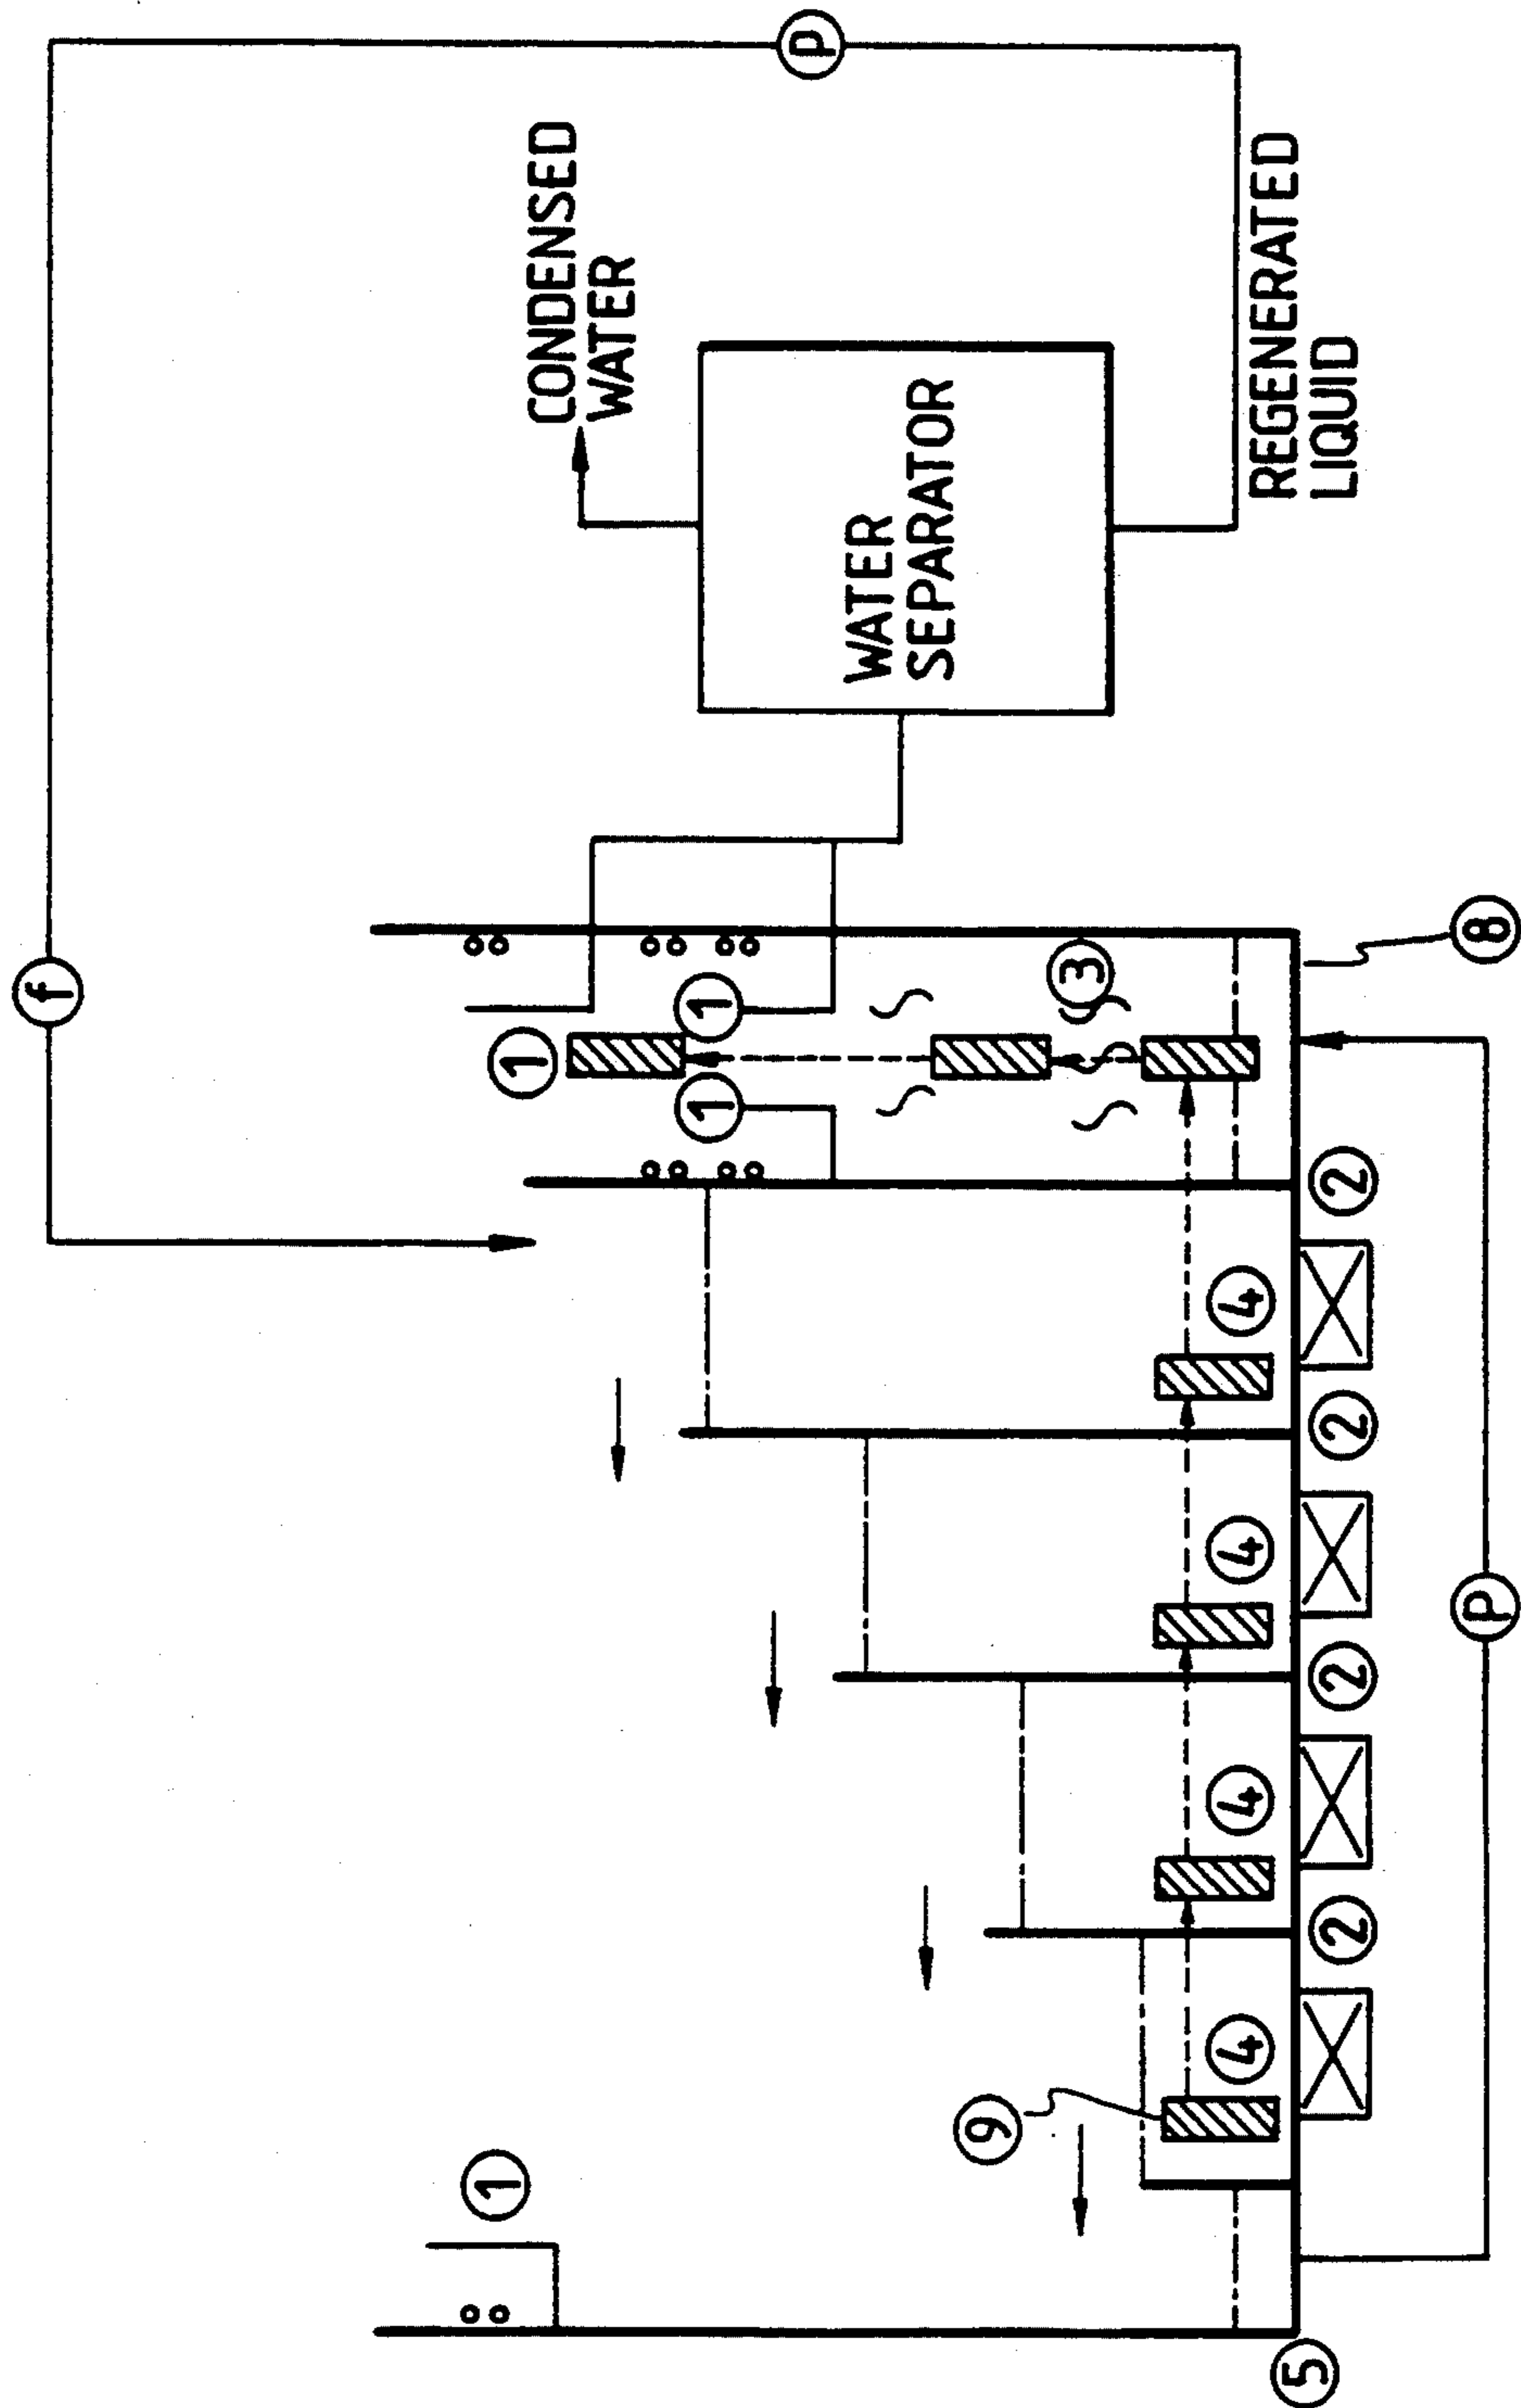 f
1
1
CONDENSED
WATER
1 1
P
WATER
SEPARATOR
9
3
4 4 4 4
REGENERATED
LIQUID
5
2 2 2 2
P
8